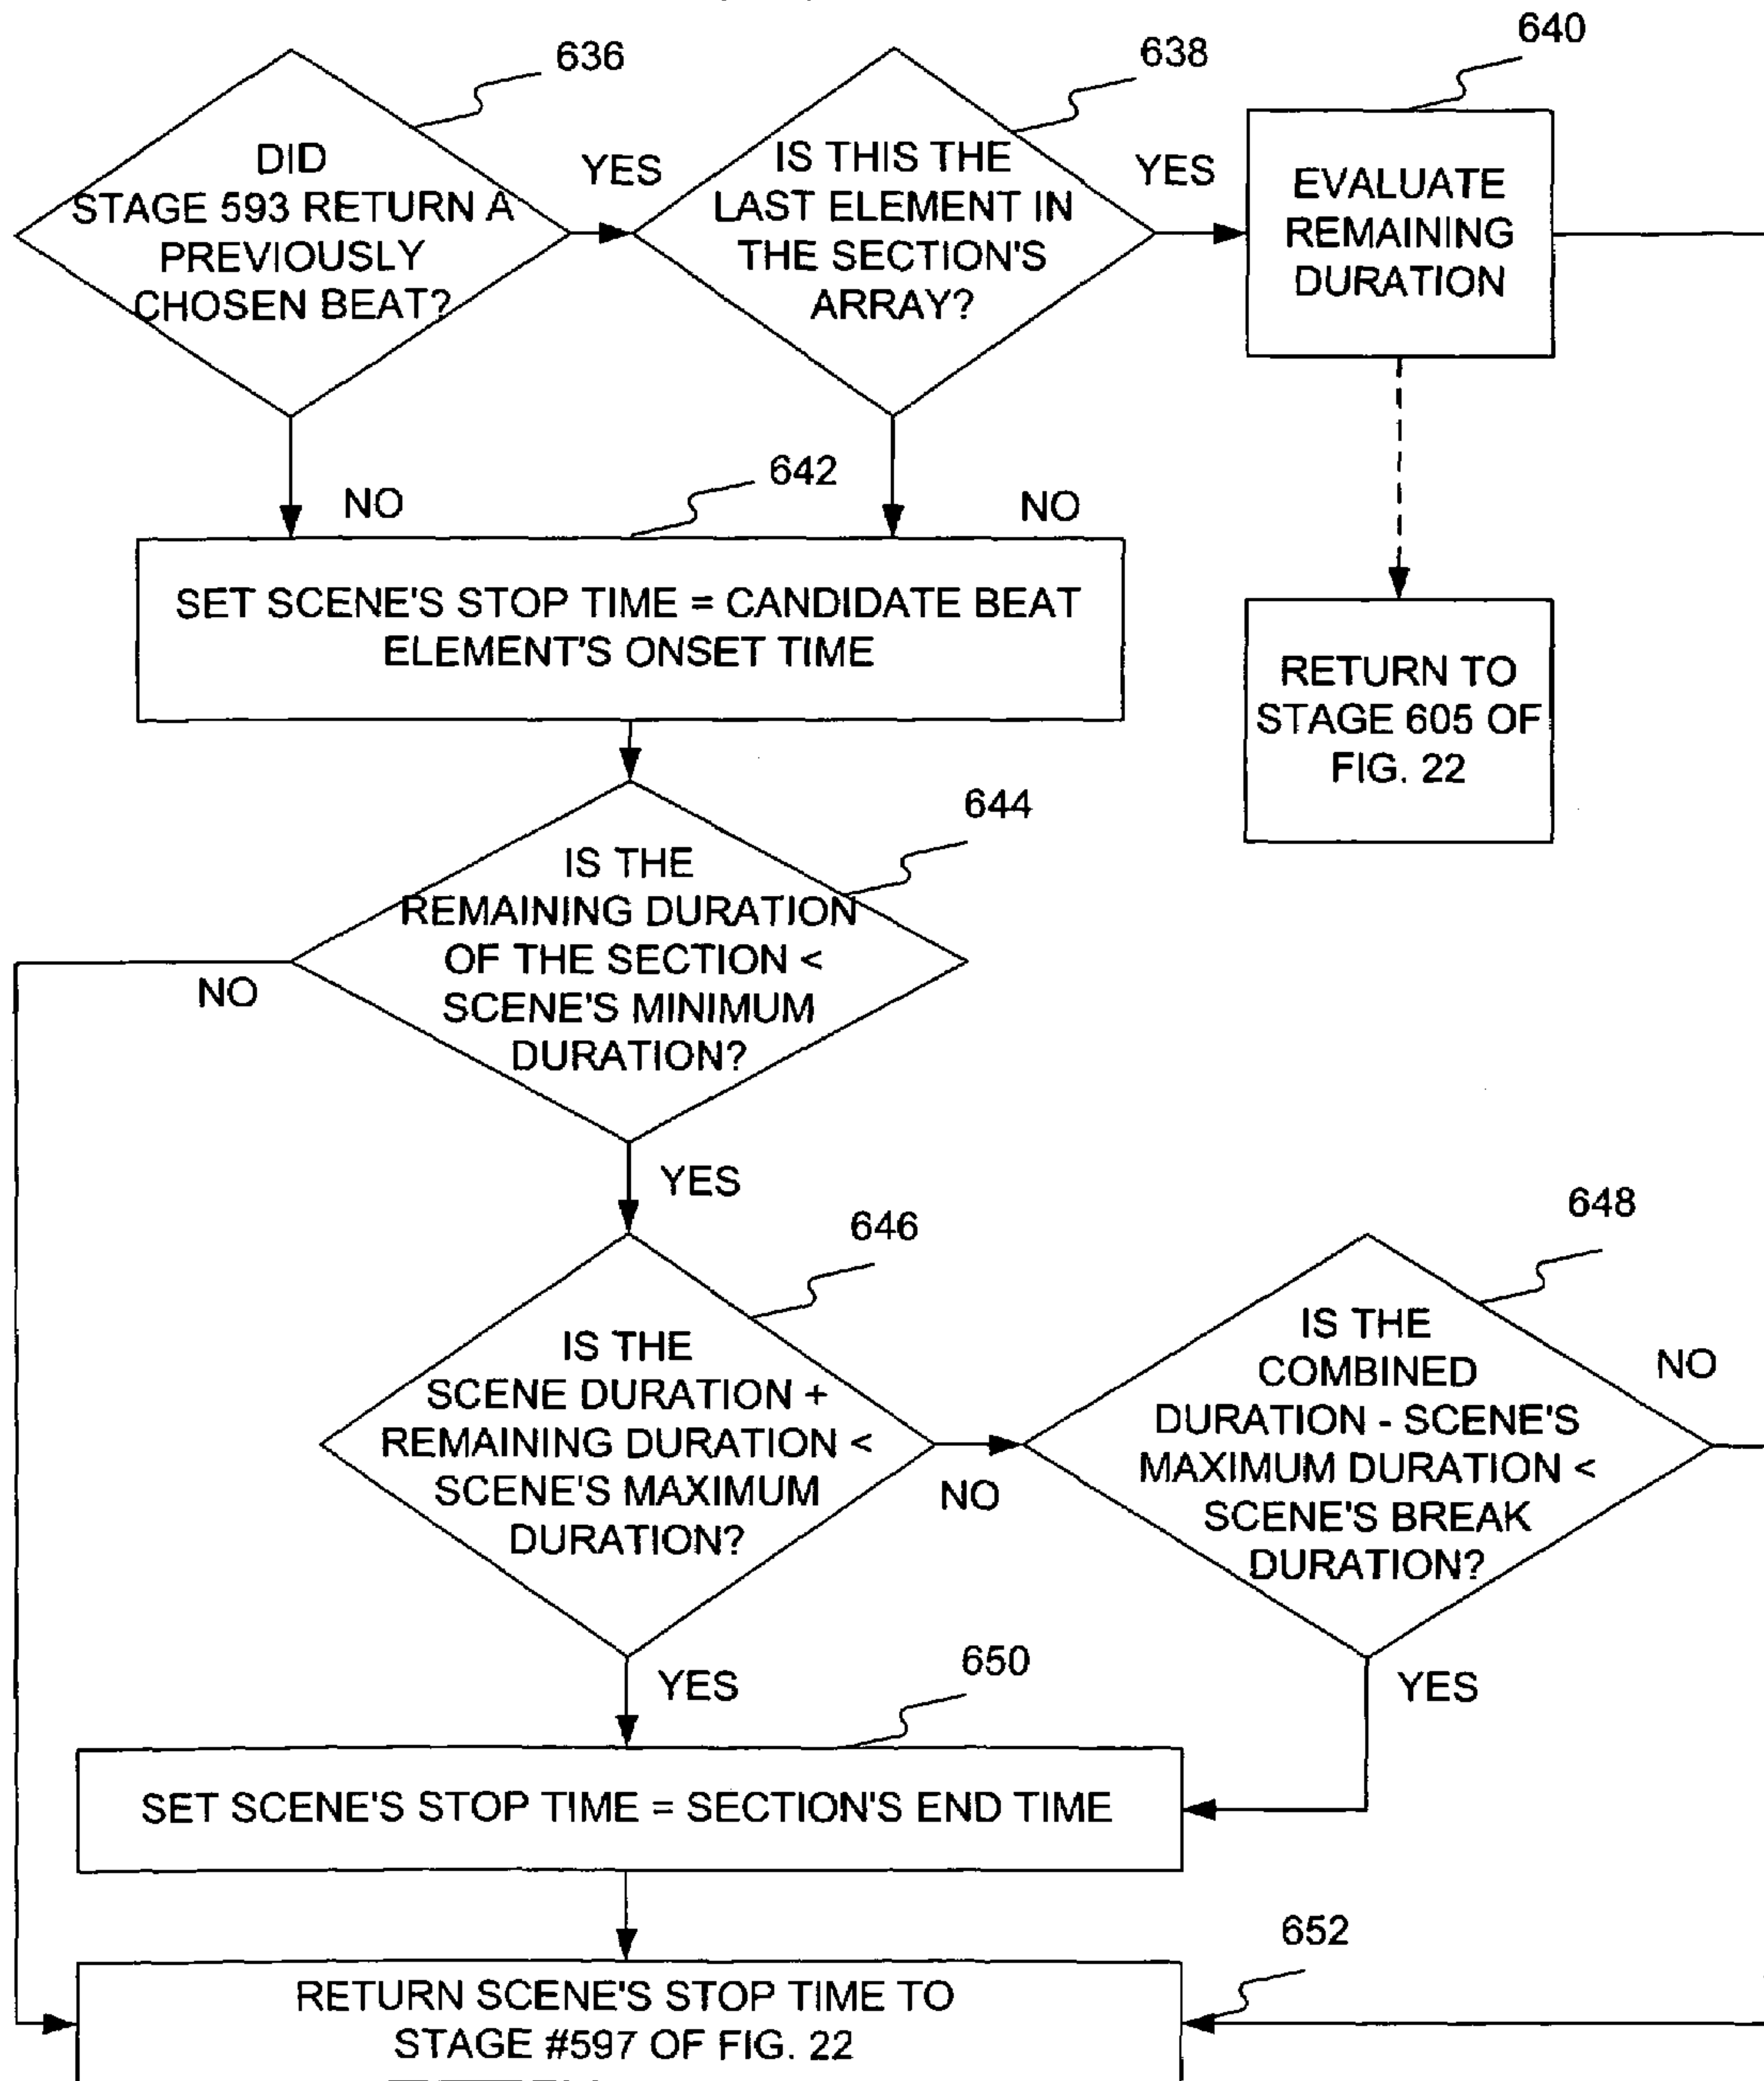 636
638
640
DID
STAGE 593 RETURN A
PREVIOUSLY
CHOSEN BEAT?
YES
IS THIS THE
LAST ELEMENT IN
THE SECTION'S
ARRAY?
YES
EVALUATE
REMAINING
DURATION
NO
642
NO
SET SCENE'S STOP TIME = CANDIDATE BEAT
ELEMENT'S ONSET TIME
RETURN TO
STAGE 605 OF
FIG. 22
644
IS THE
REMAINING DURATION
OF THE SECTION <
SCENE'S MINIMUM
DURATION?
NO
YES
646
648
IS THE
SCENE DURATION +
REMAINING DURATION <
SCENE'S MAXIMUM
DURATION?
NO
IS THE
COMBINED
DURATION - SCENE'S
MAXIMUM DURATION <
SCENE'S BREAK
DURATION?
NO
YES
650
YES
SET SCENE'S STOP TIME = SECTION'S END TIME
652
RETURN SCENE'S STOP TIME TO
STAGE #597 OF FIG. 22